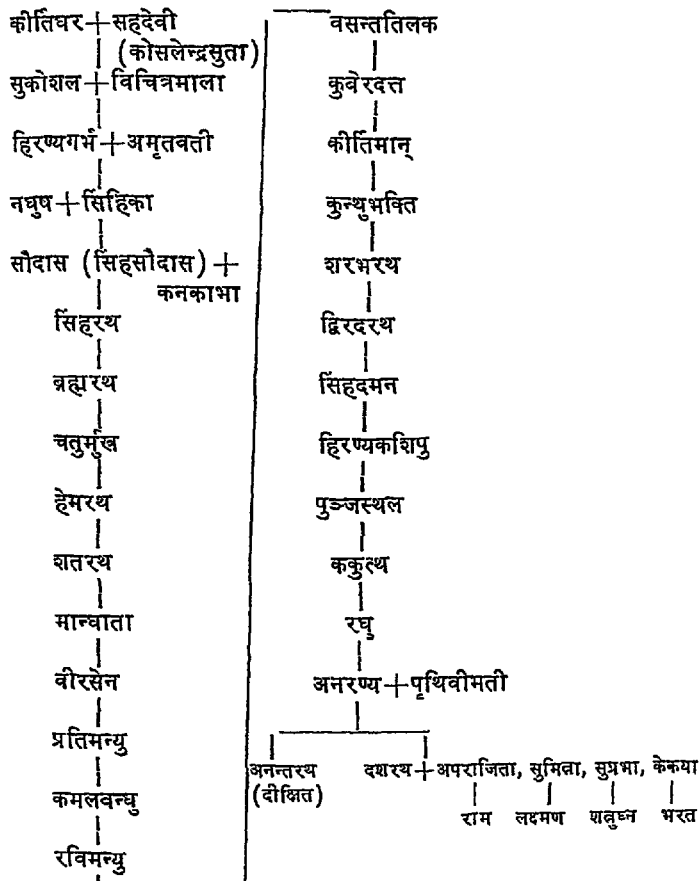 कीर्तिधर + सहदेवी
(कोसलेन्द्रसुता)
सुकोशल + विचित्रमाला
हिरण्यगर्भ + अमृतवती
नघुष + सिंहिका
सौदास (सिंहसौदास) +
कनकाभा
सिंहरथ
ब्रह्मरथ
चतुर्मुख
हेमरथ
शतरथ
मान्धाता
वीरसेन
प्रतिमन्यु
कमलबन्धु
रविमन्यु
वसन्ततिलक
कुवेरदत्त
कीर्तिमान्
कुन्थुभक्ति
शरभरथ
द्विरदरथ
सिंहदमन
हिरण्यकशिपु
पुञ्जस्थल
ककुत्थ
रघु
अनरण्य + पृथिवीमती
अनन्तरथ दशरथ + अपराजिता, सुमित्रा, सुप्रभा, केकया
(दीक्षित)
राम लक्ष्मण शत्रुघ्न भरत